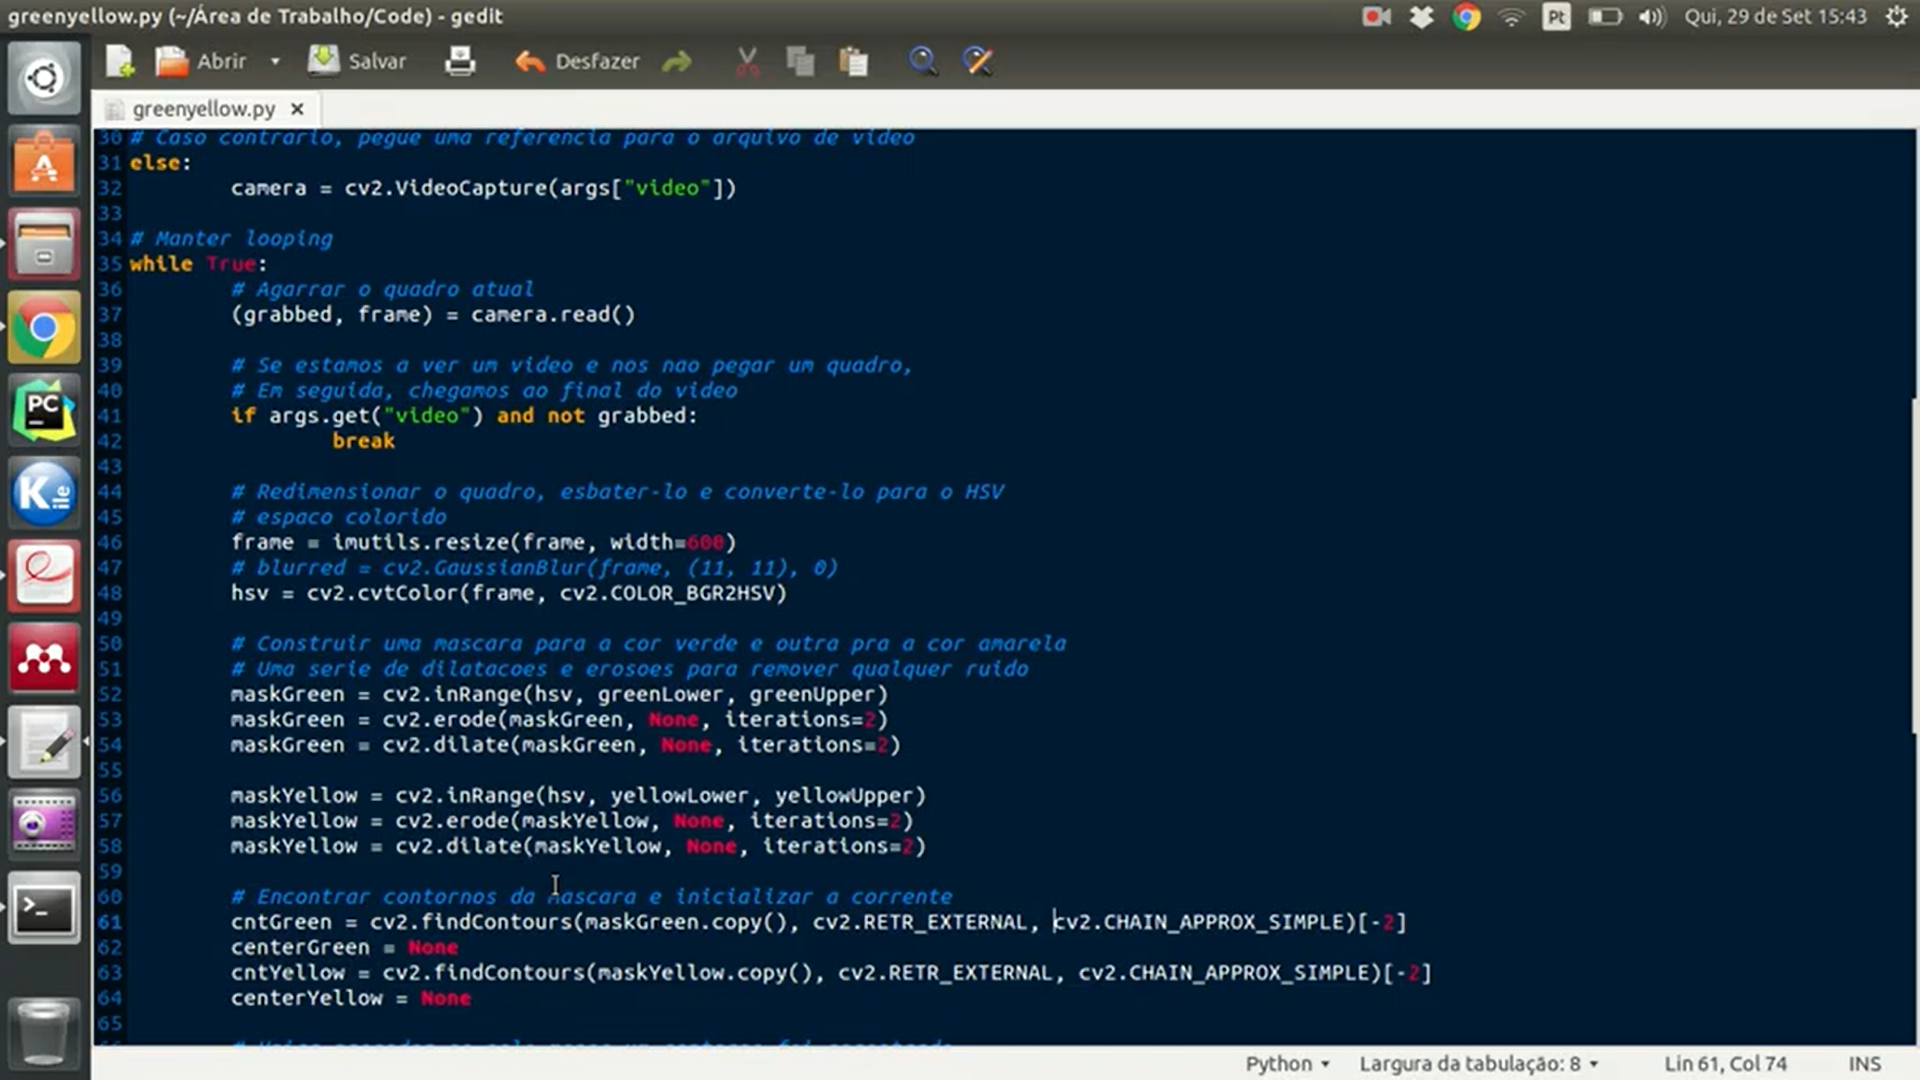 greenyellow.py (~/Área de Trabalho/Code) - gedit
Pt
Qui, 29 de Set 15:43
Abrir
Salvar
Desfazer
greenyellow.py
30 # Caso contrario, pegue uma referencia para o arquivo de video
31 else:
32 camera = cv2.VideoCapture(args["video"])
33
34 # Manter looping
35 while True:
36 # Agarrar o quadro atual
37 (grabbed, frame) = camera.read()
38
39 # Se estamos a ver um video e nos nao pegar um quadro,
40 # Em seguida, chegamos ao final do video
41 if args.get("video") and not grabbed:
42 break
43
44 # Redimensionar o quadro, esbater-lo e converte-lo para o HSV
45 # espaco colorido
46 frame = imutils.resize(frame, width=600)
47 # blurred = cv2.GaussianBlur(frame, (11, 11), 0)
48 hsv = cv2.cvtColor(frame, cv2.COLOR_BGR2HSV)
49
50 # Construir uma mascara para a cor verde e outra pra a cor amarela
51 # Uma serie de dilatacoes e erosoes para remover qualquer ruido
52 maskGreen = cv2.inRange(hsv, greenLower, greenUpper)
53 maskGreen = cv2.erode(maskGreen, None, iterations=2)
54 maskGreen = cv2.dilate(maskGreen, None, iterations=2)
55
56 maskYellow = cv2.inRange(hsv, yellowLower, yellowUpper)
57 maskYellow = cv2.erode(maskYellow, None, iterations=2)
58 maskYellow = cv2.dilate(maskYellow, None, iterations=2)
59
60 # Encontrar contornos da mascara e inicializar a corrente
61 cntGreen = cv2.findContours(maskGreen.copy(), cv2.RETR_EXTERNAL, cv2.CHAIN_APPROX_SIMPLE)[-2]
62 centerGreen = None
63 cntYellow = cv2.findContours(maskYellow.copy(), cv2.RETR_EXTERNAL, cv2.CHAIN_APPROX_SIMPLE)[-2]
64 centerYellow = None
65
Python
Largura da tabulação: 8
Lin 61, Col 74
INS
PC
Kile